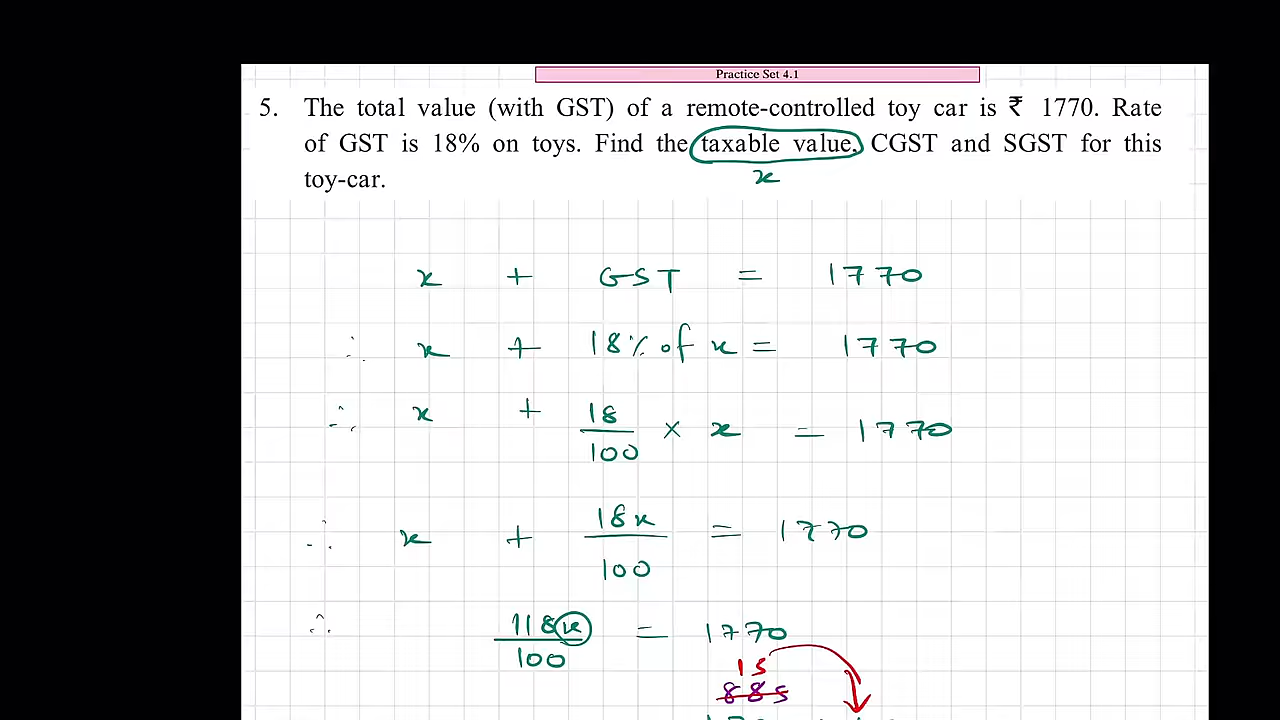 Practice Set 4.1
5. The total value (with GST) of a remote-controlled toy car is ₹ 1770. Rate
of GST is 18% on toys. Find the taxable value, CGST and SGST for this
toy-car.
x
x + GST = 1770
∴ x + 18% of x = 1770
∴ x + 18/100 × x = 1770
∴ x + 18x/100 = 1770
∴ 118x/100 = 1770
15
885